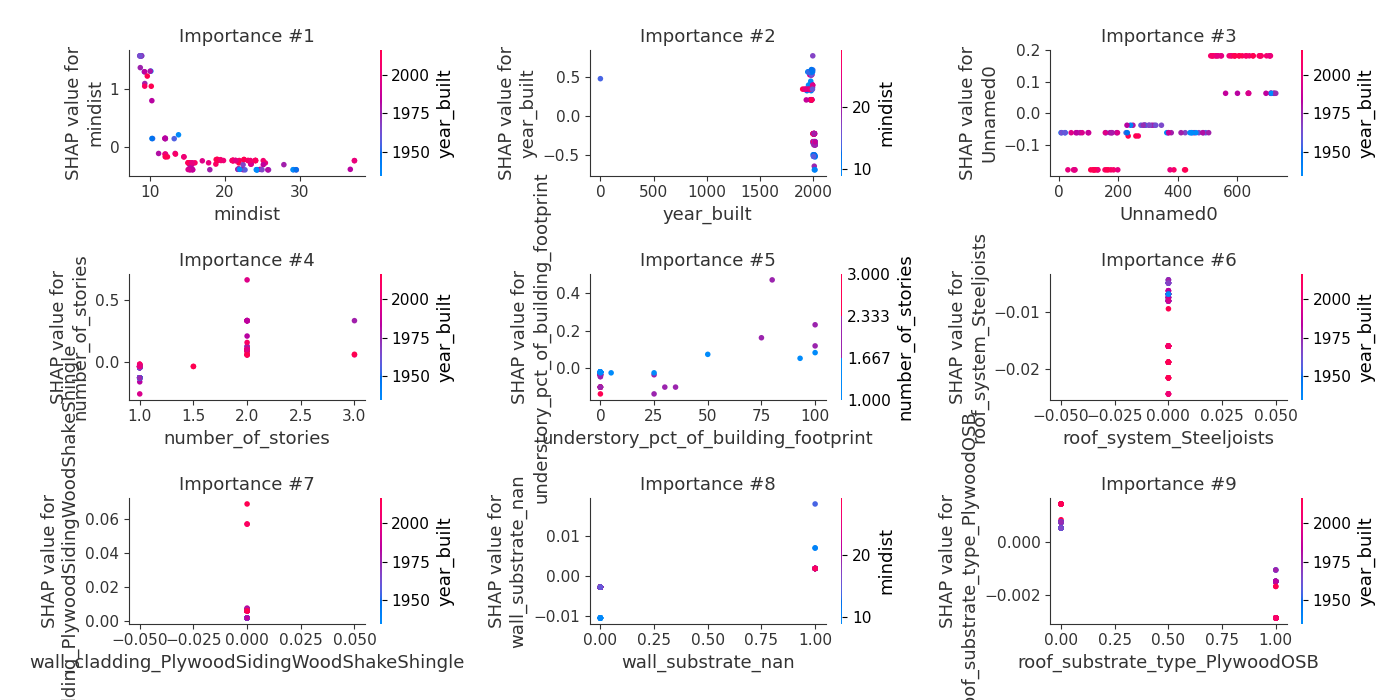 Importance #1
SHAP value for
mindist
1
0
10
20
30
mindist
2000
1975
1950
year_built
Importance #2
SHAP value for
year_built
0.5
0.0
−0.5
0
500
1000
1500
2000
year_built
20
10
mindist
Importance #3
SHAP value for
Unnamed0
0.2
0.1
0.0
−0.1
0
200
400
600
Unnamed0
2000
1975
1950
year_built
Importance #4
SHAP value for
number_of_stories
0.5
0.0
1.0
1.5
2.0
2.5
3.0
number_of_stories
2000
1975
1950
year_built
Importance #5
SHAP value for
understory_pct_of_building_footprint
0.4
0.2
0.0
0
25
50
75
100
understory_pct_of_building_footprint
3.000
2.333
1.667
1.000
number_of_stories
Importance #6
SHAP value for
roof_system_Steeljoists
−0.01
−0.02
−0.050
−0.025
0.000
0.025
0.050
roof_system_Steeljoists
2000
1975
1950
year_built
Importance #7
SHAP value for
dding_PlywoodSidingWoodShakeShingle
0.06
0.04
0.02
0.00
−0.050
−0.025
0.000
0.025
0.050
wall_cladding_PlywoodSidingWoodShakeShingle
2000
1975
1950
year_built
Importance #8
SHAP value for
wall_substrate_nan
0.01
0.00
−0.01
0.00
0.25
0.50
0.75
1.00
wall_substrate_nan
20
10
mindist
Importance #9
SHAP value for
oof_substrate_type_PlywoodOSB
0.000
−0.002
0.00
0.25
0.50
0.75
1.00
roof_substrate_type_PlywoodOSB
2000
1975
1950
year_built